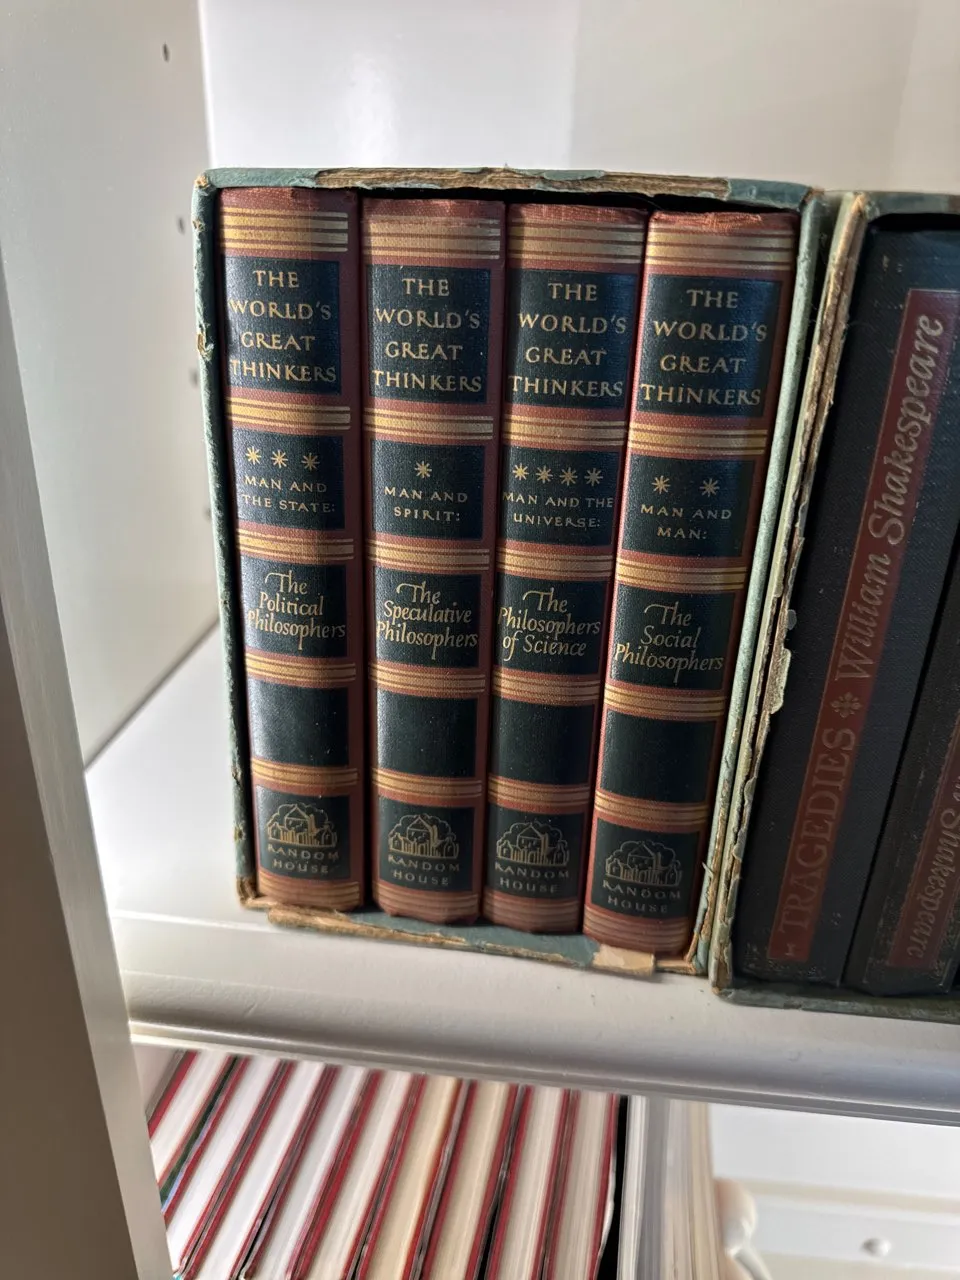 THE
WORLD'S
GREAT
THINKERS
*** 
MAN AND
THE STATE:
The
Political
Philosophers
RANDOM
HOUSE
THE
WORLD'S
GREAT
THINKERS
*
MAN AND
SPIRIT:
The
Speculative
Philosophers
RANDOM
HOUSE
THE
WORLD'S
GREAT
THINKERS
****
MAN AND THE
UNIVERSE:
The
Philosophers
of Science
RANDOM
HOUSE
THE
WORLD'S
GREAT
THINKERS
**
MAN AND
MAN:
The
Social
Philosophers
RANDOM
HOUSE
1 TRAGEDIES William Shakespeare
Shakespeare